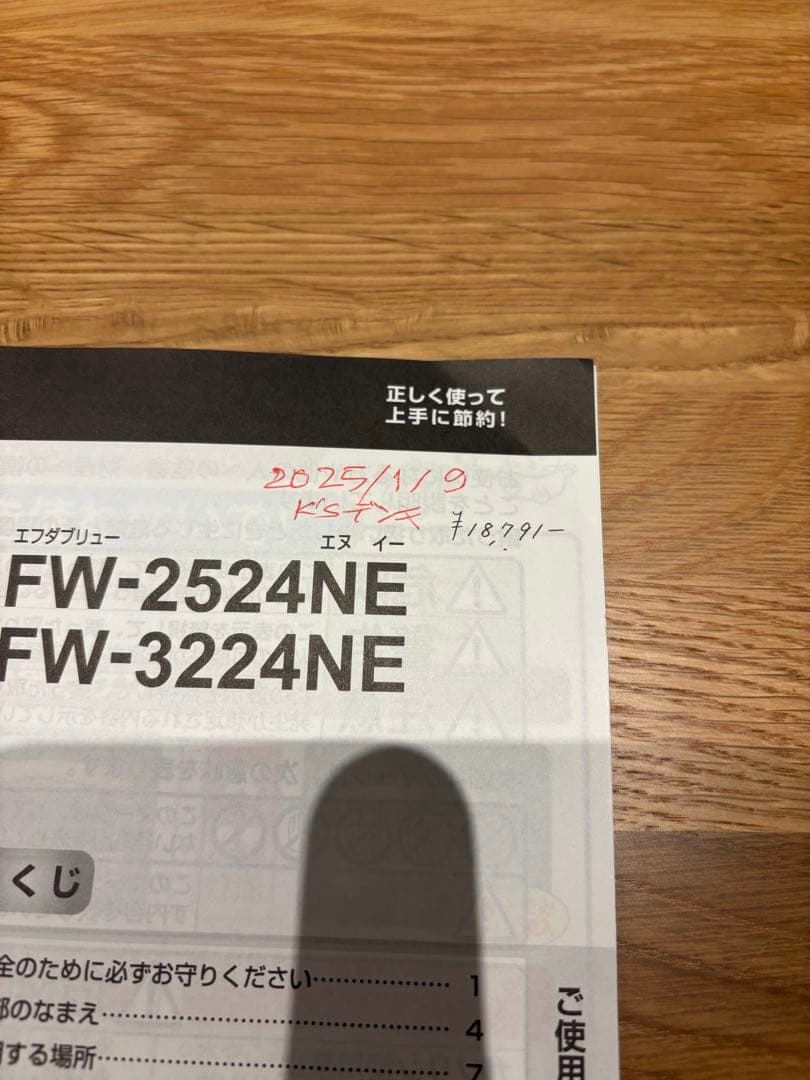 正しく使って
上手に節約!
2025/1/9
K'sデンキ ¥18,791-
エフダブリュー エヌ イー
FW-2524NE
FW-3224NE
くじ
全のために必ずお守りください 1
部のなまえ 4
用する場所 7
ご使用